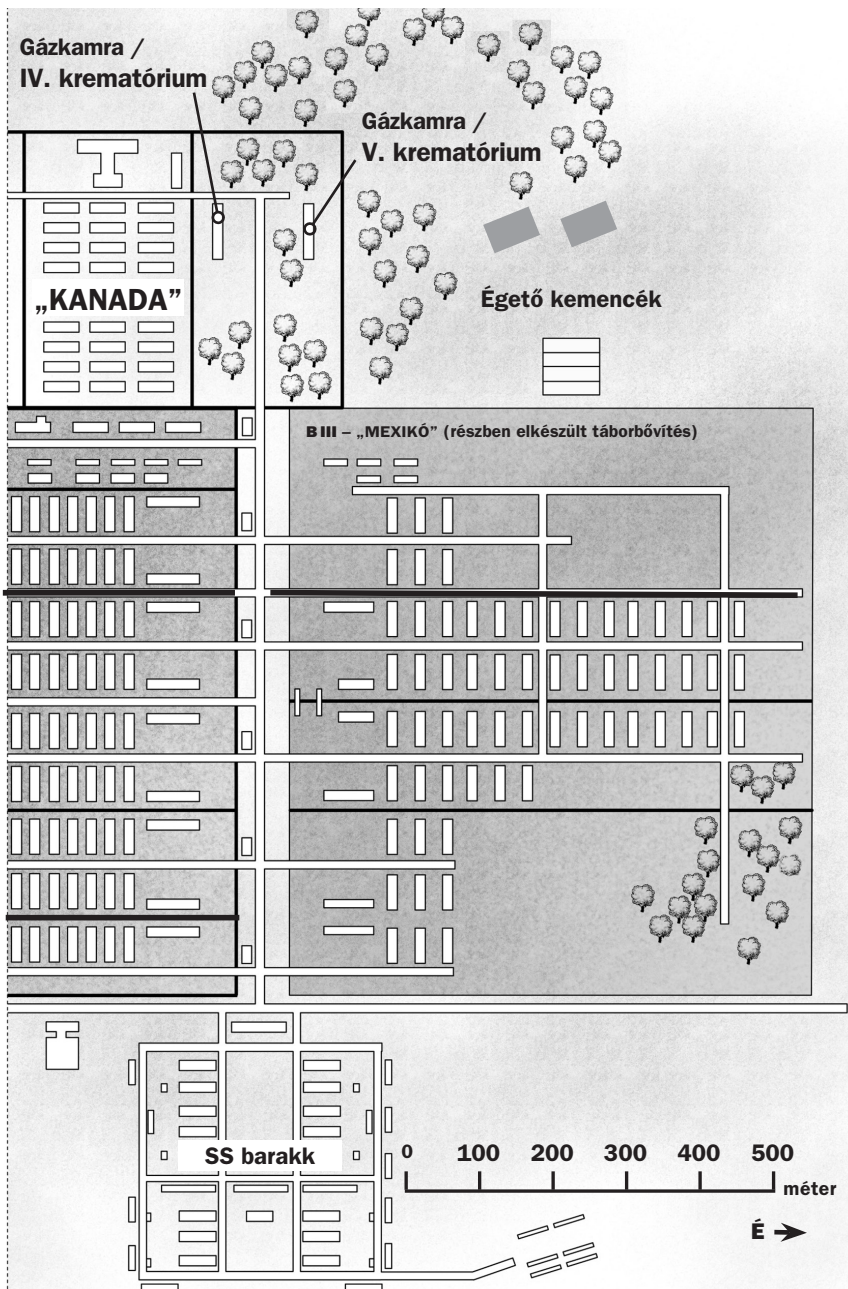 Gázkamra /
IV. krematórium
Gázkamra /
V. krematórium
„KANADA”
Égető kemencék
B III – „MEXIKÓ” (részben elkészült táborbővítés)
SS barakk
0 100 200 300 400 500
méter
É